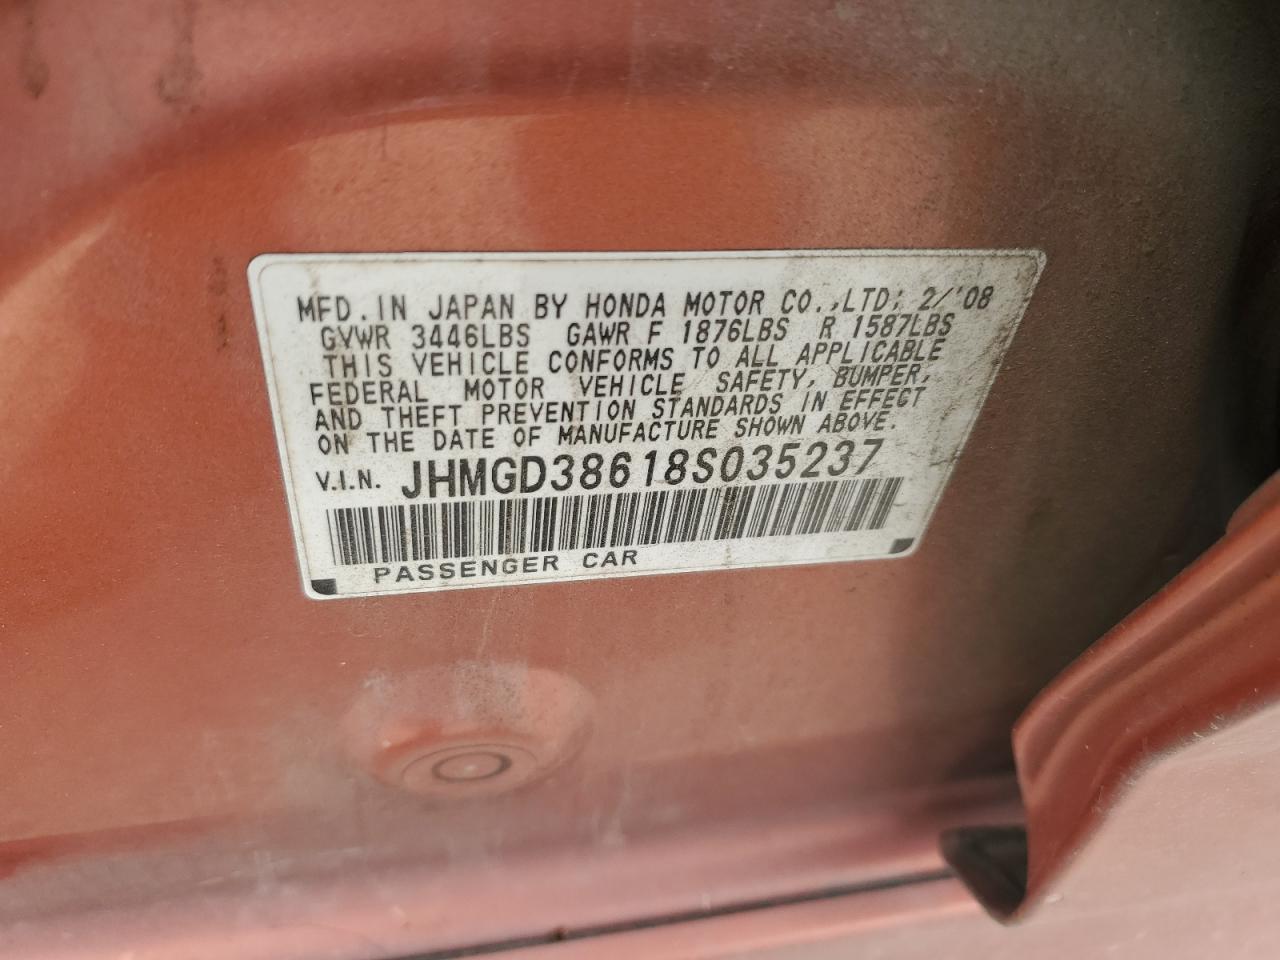 MFD. IN JAPAN BY HONDA MOTOR CO.,LTD; 2/'08
GVWR 3446LBS GAWR F 1876LBS R 1587LBS
THIS VEHICLE CONFORMS TO ALL APPLICABLE
FEDERAL MOTOR VEHICLE SAFETY, BUMPER,
AND THEFT PREVENTION STANDARDS IN EFFECT
ON THE DATE OF MANUFACTURE SHOWN ABOVE.
V.I.N. JHMGD38618S035237
PASSENGER CAR